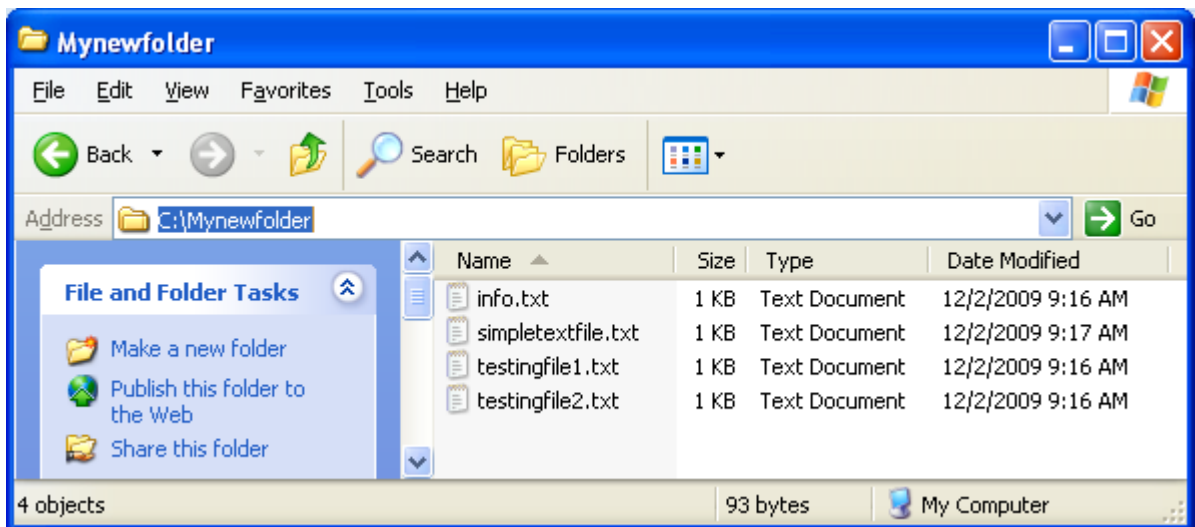 Mynewfolder
File Edit View Favorites Tools Help
Back Search Folders
Address C:\Mynewfolder Go
Name Size Type Date Modified
File and Folder Tasks
Make a new folder
Publish this folder to
the Web
Share this folder
info.txt 1 KB Text Document 12/2/2009 9:16 AM
simpletextfile.txt 1 KB Text Document 12/2/2009 9:17 AM
testingfile1.txt 1 KB Text Document 12/2/2009 9:16 AM
testingfile2.txt 1 KB Text Document 12/2/2009 9:16 AM
4 objects 93 bytes My Computer